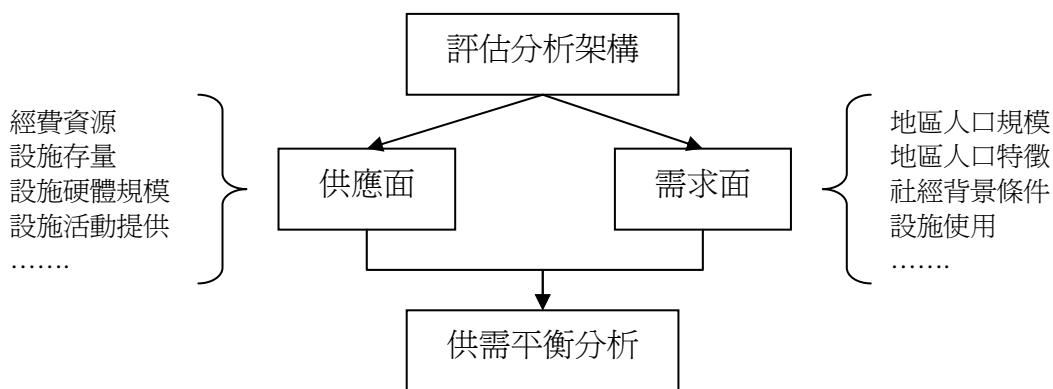 評估分析架構
經費資源
設施存量
設施硬體規模
設施活動提供
…….
供應面
需求面
地區人口規模
地區人口特徵
社經背景條件
設施使用
…….
供需平衡分析